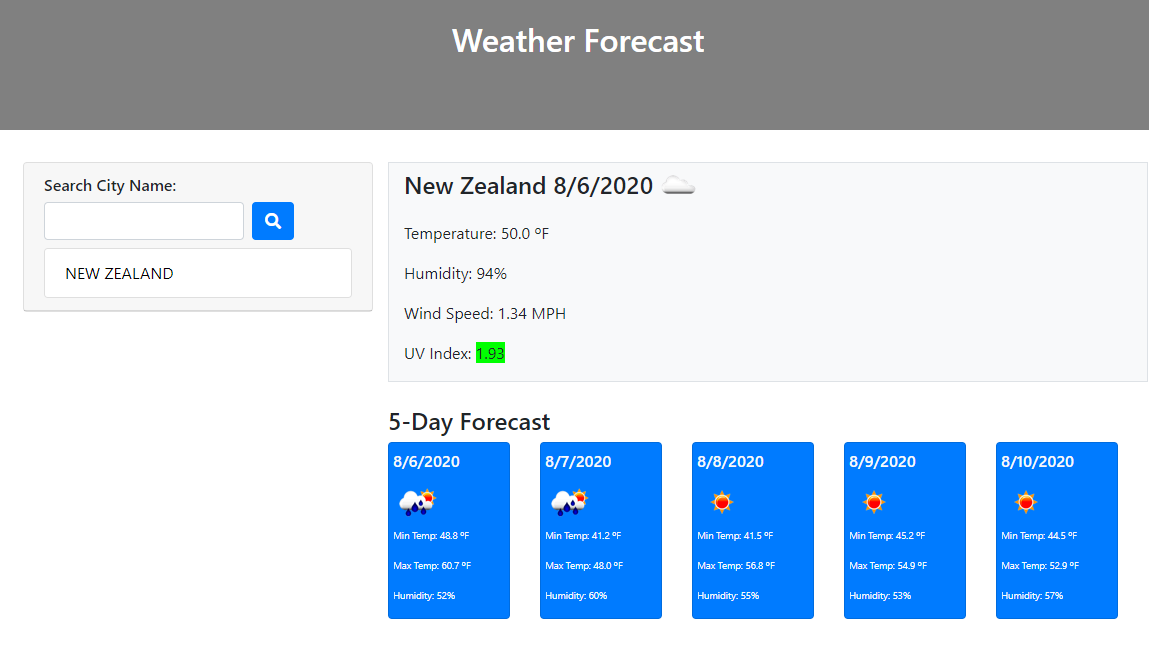 Weather Forecast
Search City Name:
NEW ZEALAND
New Zealand 8/6/2020
Temperature: 50.0 ºF
Humidity: 94%
Wind Speed: 1.34 MPH
UV Index: 1.93
5-Day Forecast
8/6/2020
Min Temp: 48.8 ºF
Max Temp: 60.7 ºF
Humidity: 52%
8/7/2020
Min Temp: 41.2 ºF
Max Temp: 48.0 ºF
Humidity: 60%
8/8/2020
Min Temp: 41.5 ºF
Max Temp: 56.8 ºF
Humidity: 55%
8/9/2020
Min Temp: 45.2 ºF
Max Temp: 54.9 ºF
Humidity: 53%
8/10/2020
Min Temp: 44.5 ºF
Max Temp: 52.9 ºF
Humidity: 57%